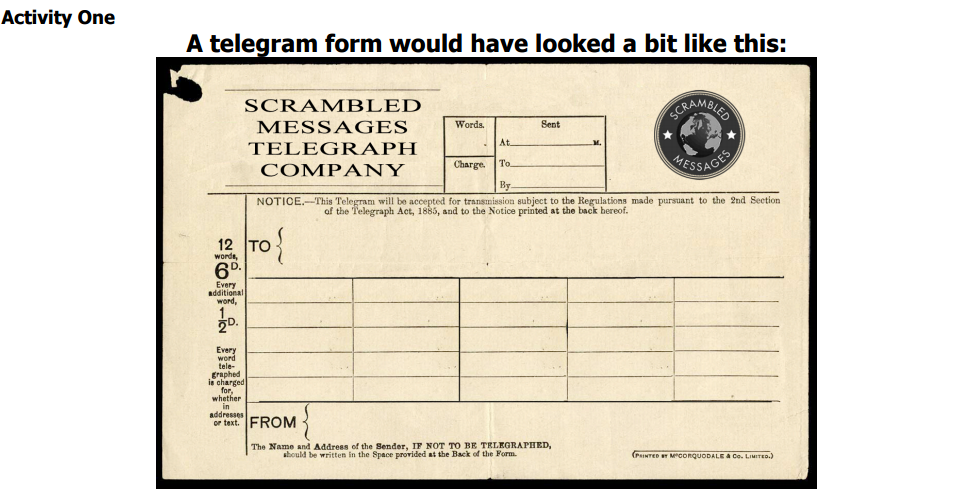 Activity One
A telegram form would have looked a bit like this:
SCRAMBLED
MESSAGES
TELEGRAPH
COMPANY
Words.
Charge.
Sent
At M.
To
By
SCRAMBLED
MESSAGES
NOTICE.—This Telegram will be accepted for transmission subject to the Regulations made pursuant to the 2nd Section
of the Telegraph Act, 1885, and to the Notice printed at the back hereof.
12
words,
6D.
Every
additional
word,
½D.
Every
word
tele-
graphed
is charged
for,
whether
in
addresses
or text.
TO
FROM
The Name and Address of the Sender, IF NOT TO BE TELEGRAPHED,
should be written in the Space provided at the Back of the Form.
(PRINTED BY McCORQUODALE & Co. LIMITED.)